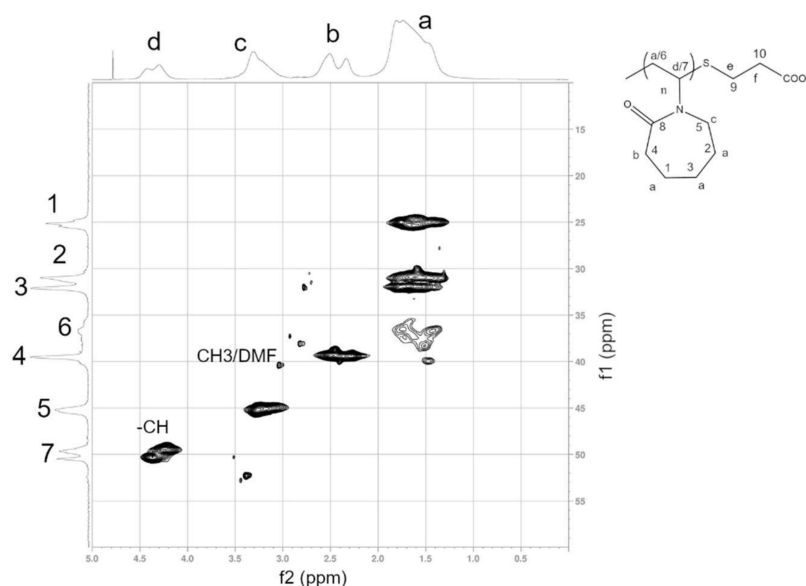 d
c
b
a
1
2
3
6
4
5
7
CH3/DMF
-CH
15
20
25
30
35
40
45
50
55
f1 (ppm)
5.0 4.5 4.0 3.5 3.0 2.5 2.0 1.5 1.0 0.5 0.0
f2 (ppm)
a/6 d/7 S e 10
n 9 f COO
O 8 N 5 c
b 4 2 a
1 3
a a